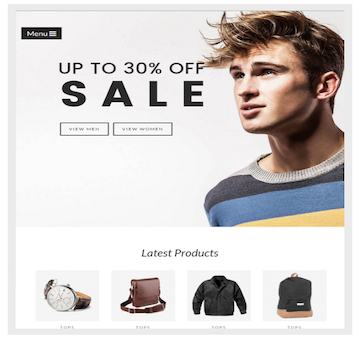 Menu
UP TO 30% OFF
SALE
VIEW MEN
VIEW WOMEN
Latest Products
TOPS
TOPS
TOPS
TOPS